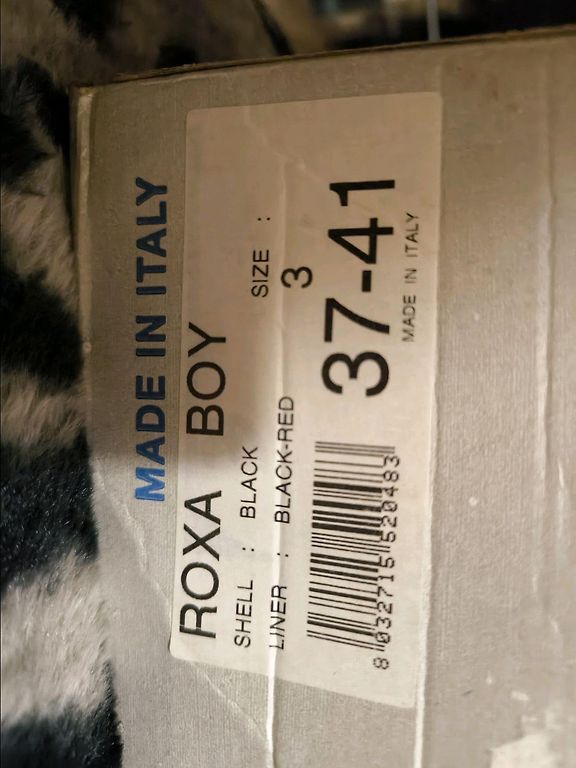 MADE IN ITALY
ROXA BOY
SHELL : BLACK
SIZE :
LINER : BLACK-RED
3
37-41
MADE IN ITALY
8 032715 520483